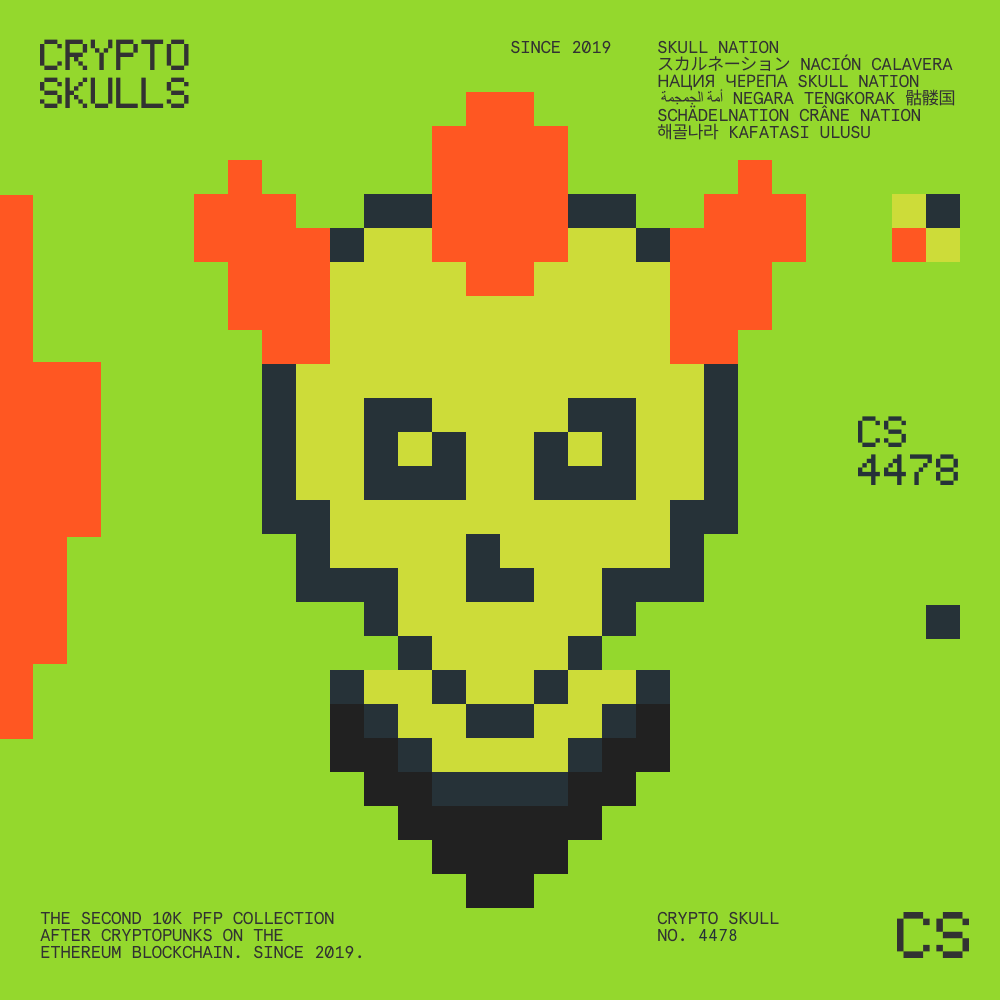 CRYPTO
SKULLS
SINCE 2019
SKULL NATION
スカルネーション NACIÓN CALAVERA
НАЦИЯ ЧЕРЕПА SKULL NATION
أمة الجمجمة NEGARA TENGKORAK 骷髅国
SCHÄDELNATION CRÂNE NATION
해골나라 KAFATASI ULUSU
CS
4478
THE SECOND 10K PFP COLLECTION
AFTER CRYPTOPUNKS ON THE
ETHEREUM BLOCKCHAIN. SINCE 2019.
CRYPTO SKULL
NO. 4478
CS